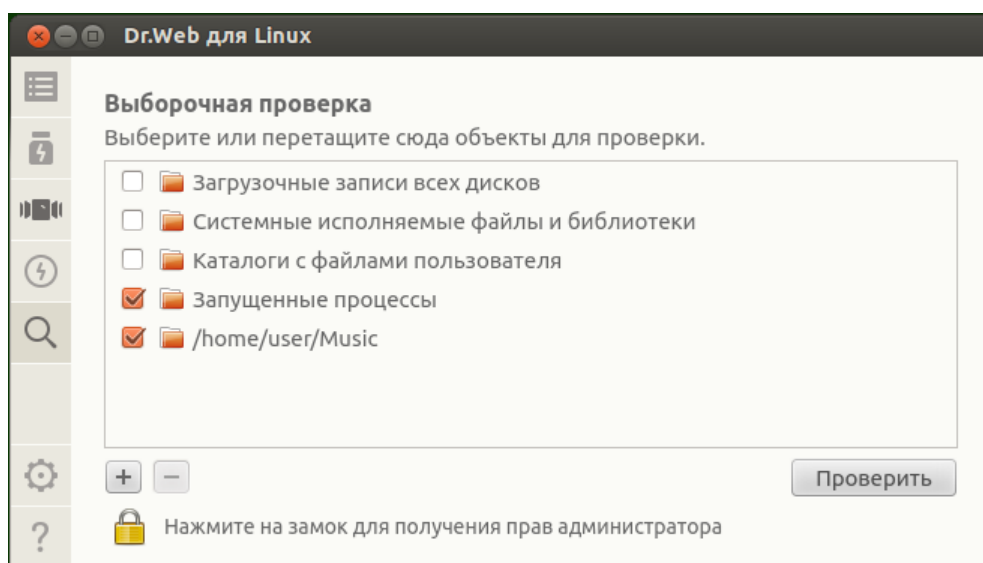 Dr.Web для Linux
Выборочная проверка
Выберите или перетащите сюда объекты для проверки.
Загрузочные записи всех дисков
Системные исполняемые файлы и библиотеки
Каталоги с файлами пользователя
Запущенные процессы
/home/user/Music
Проверить
Нажмите на замок для получения прав администратора